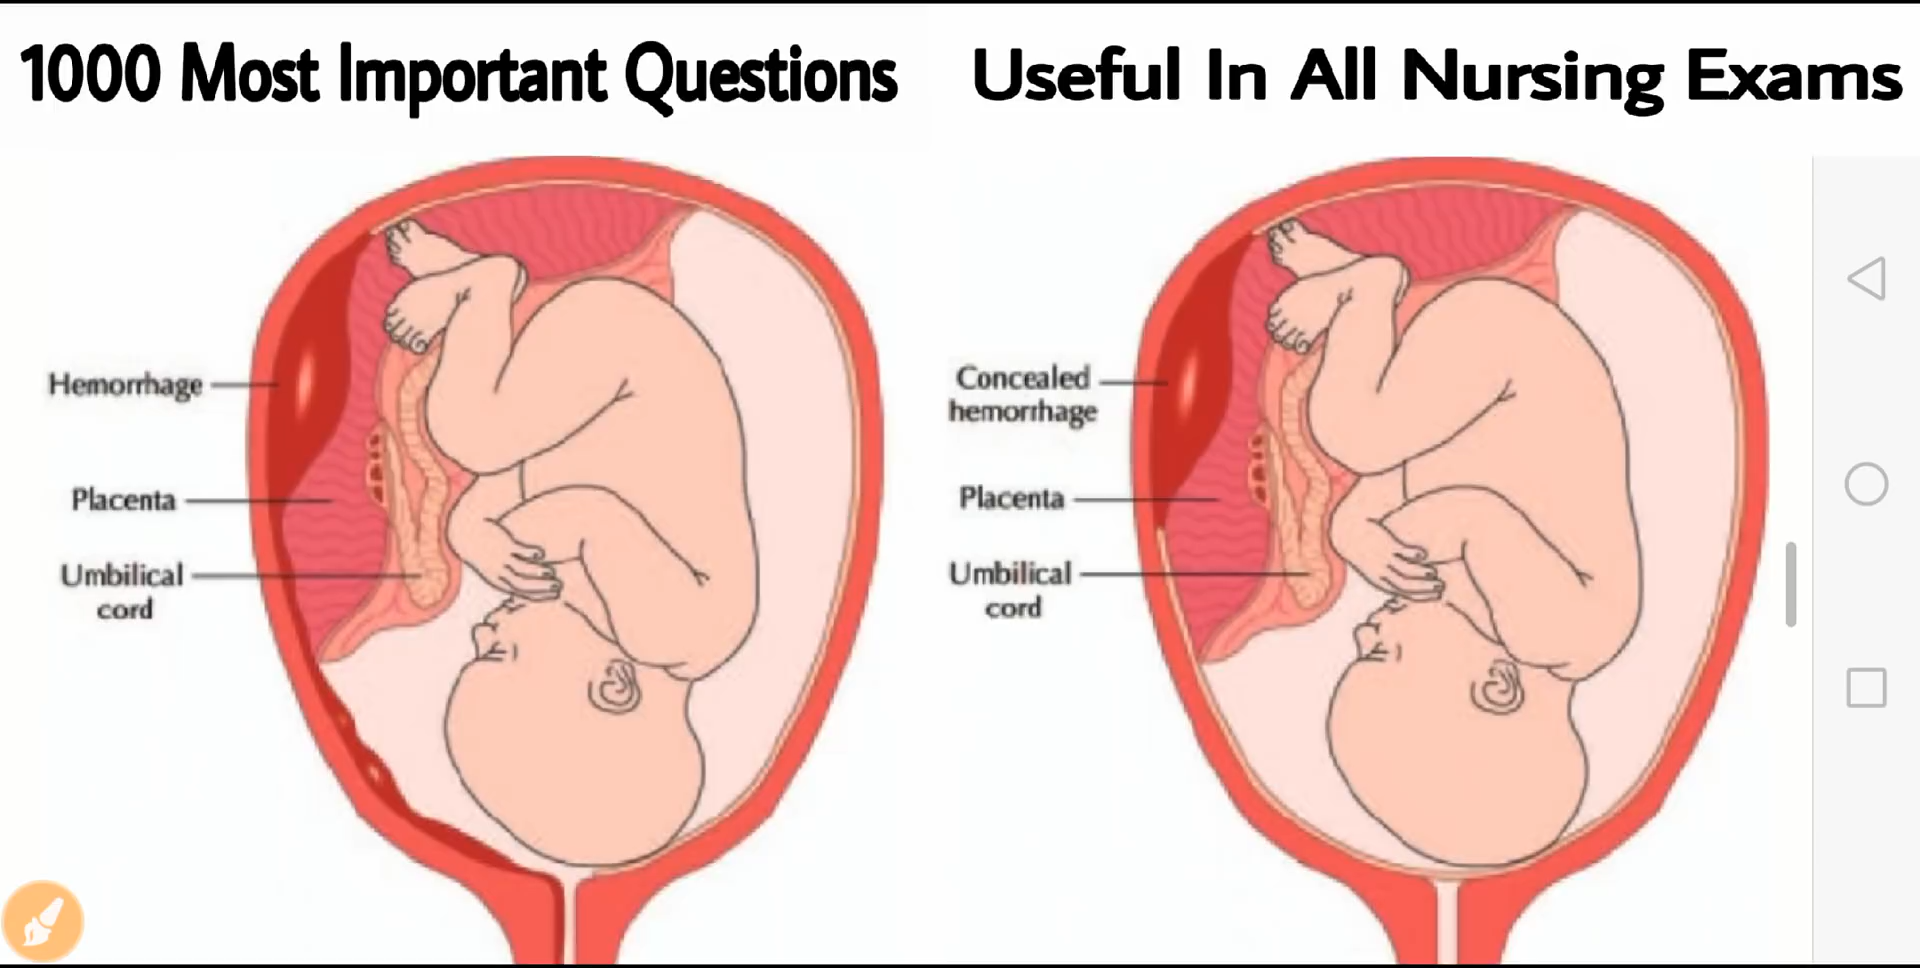 1000 Most Important Questions
Useful In All Nursing Exams
Hemorrhage
Placenta
Umbilical
cord
Concealed
hemorrhage
Placenta
Umbilical
cord